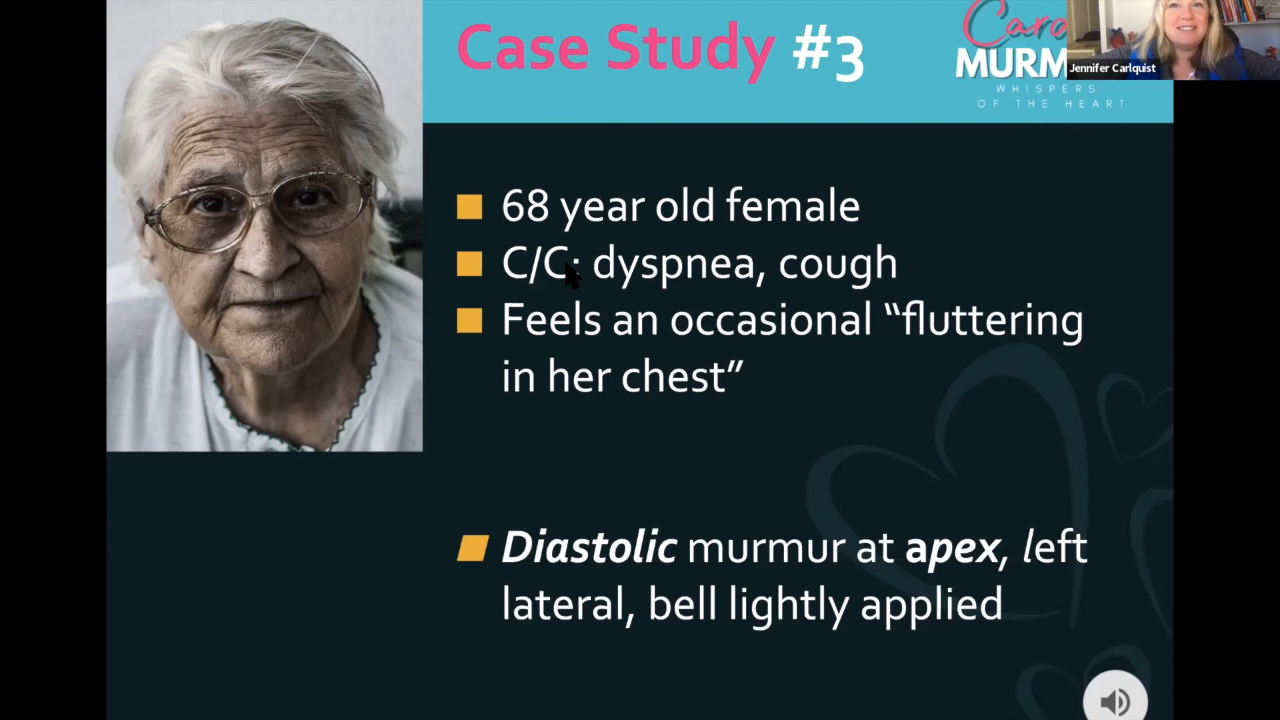 Case Study #3
MURM
WHISPERS
OF THE HEART
Jennifer Carlquist
68 year old female
C/C: dyspnea, cough
Feels an occasional “fluttering
in her chest”
Diastolic murmur at apex, left
lateral, bell lightly applied